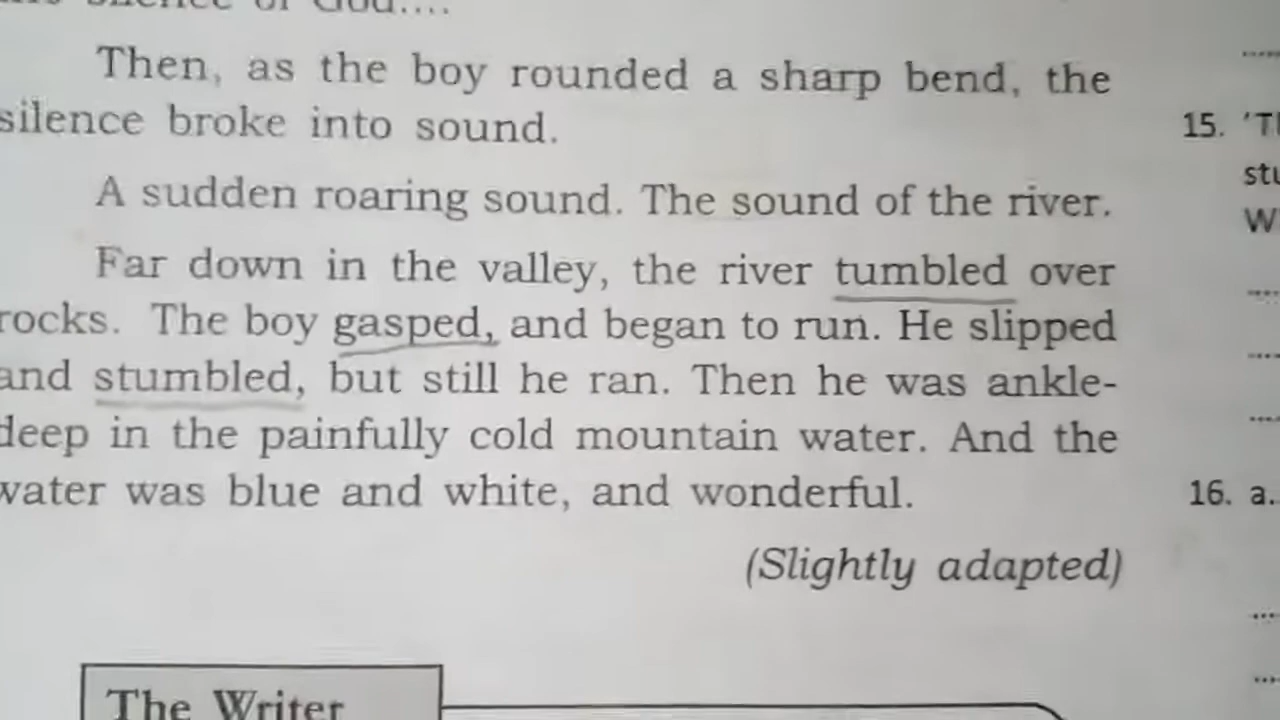 silence of God....
Then, as the boy rounded a sharp bend, the
silence broke into sound.
A sudden roaring sound. The sound of the river.
Far down in the valley, the river tumbled over
rocks. The boy gasped, and began to run. He slipped
and stumbled, but still he ran. Then he was ankle-
deep in the painfully cold mountain water. And the
water was blue and white, and wonderful.
(Slightly adapted)
The Writer
15.
16. a.